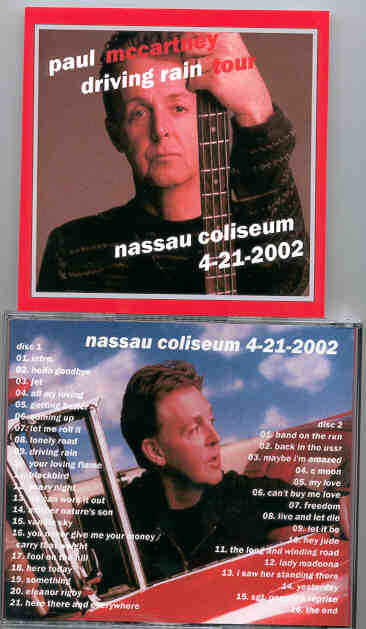 paul mccartney
driving rain tour
nassau coliseum
4-21-2002
nassau coliseum 4-21-2002
disc 1
01. intro
02. hello goodbye
03. jet
04. all my loving
05. getting better
06. coming up
07. let me roll it
08. lonely road
09. driving rain
10. your loving flame
11. blackbird
12. every night
13. we can work it out
14. mother nature's son
15. vanilla sky
16. you never give me your money /
carry that weight
17. fool on the hill
18. here today
19. something
20. eleanor rigby
21. here there and everywhere
disc 2
01. band on the run
02. back in the ussr
03. maybe i'm amazed
04. c moon
05. my love
06. can't buy me love
07. freedom
08. live and let die
09. let it be
10. hey jude
11. the long and winding road
12. lady madonna
13. i saw her standing there
14. yesterday
15. sgt. pepper's reprise
16. the end